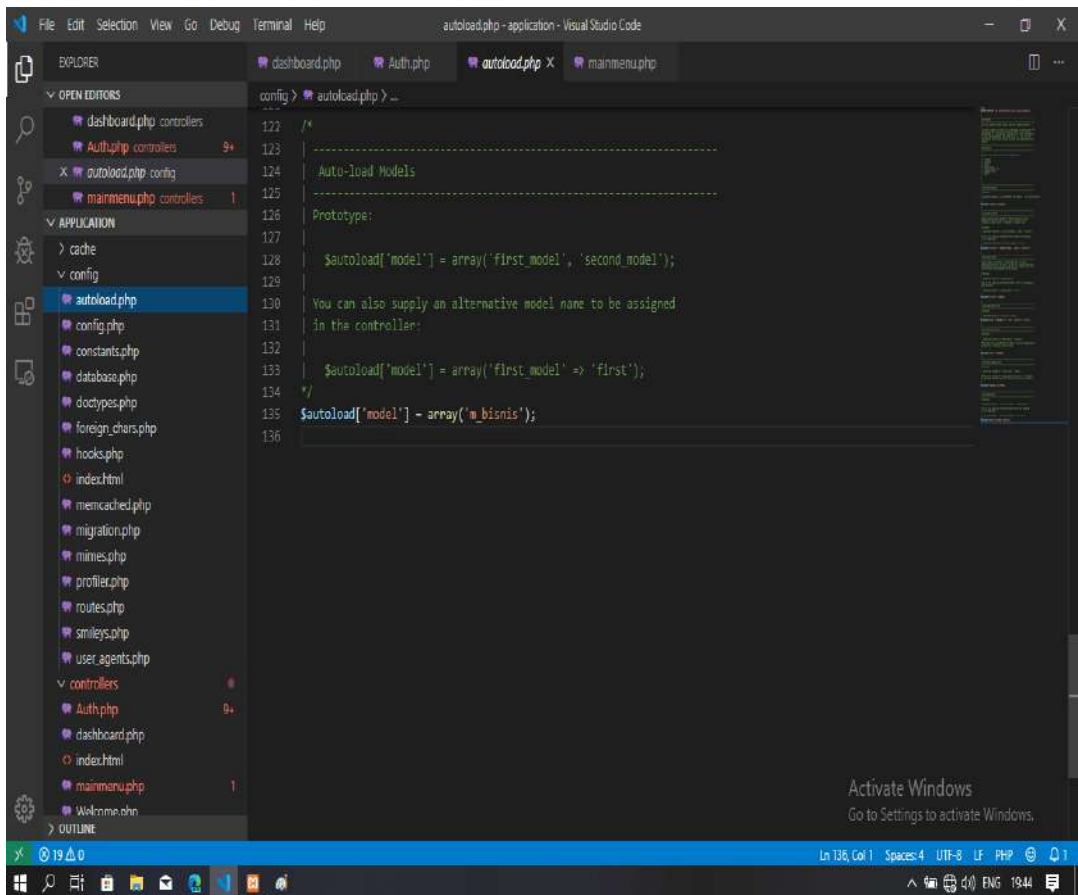 File Edit Selection View Go Debug Terminal Help
autoload.php - application - Visual Studio Code
EXPLORER
OPEN EDITORS
dashboard.php controllers
Auth.php controllers 9+
X autoload.php config
mainmenu.php controllers 1
APPLICATION
cache
config
autoload.php
config.php
constants.php
database.php
doctypes.php
foreign_chars.php
hooks.php
index.html
memcached.php
migration.php
mimes.php
profiler.php
routes.php
smileys.php
user_agents.php
controllers
Auth.php 9+
dashboard.php
index.html
mainmenu.php 1
Welcome.php
OUTLINE
dashboard.php Auth.php autoload.php X mainmenu.php
config > autoload.php > ...
122 /*
123 | -------------------------------------------------------------------
124 | Auto-load Models
125 | -------------------------------------------------------------------
126 | Prototype:
127 |
128 | $autoload['model'] = array('first_model', 'second_model');
129 |
130 | You can also supply an alternative model name to be assigned
131 | in the controller:
132 |
133 | $autoload['model'] = array('first_model' => 'first');
134 */
135 $autoload['model'] = array('m_bisnis');
136
Activate Windows
Go to Settings to activate Windows.
19 0
Ln 136, Col 1 Spaces: 4 UTF-8 LF PHP 1
ENG 19:44